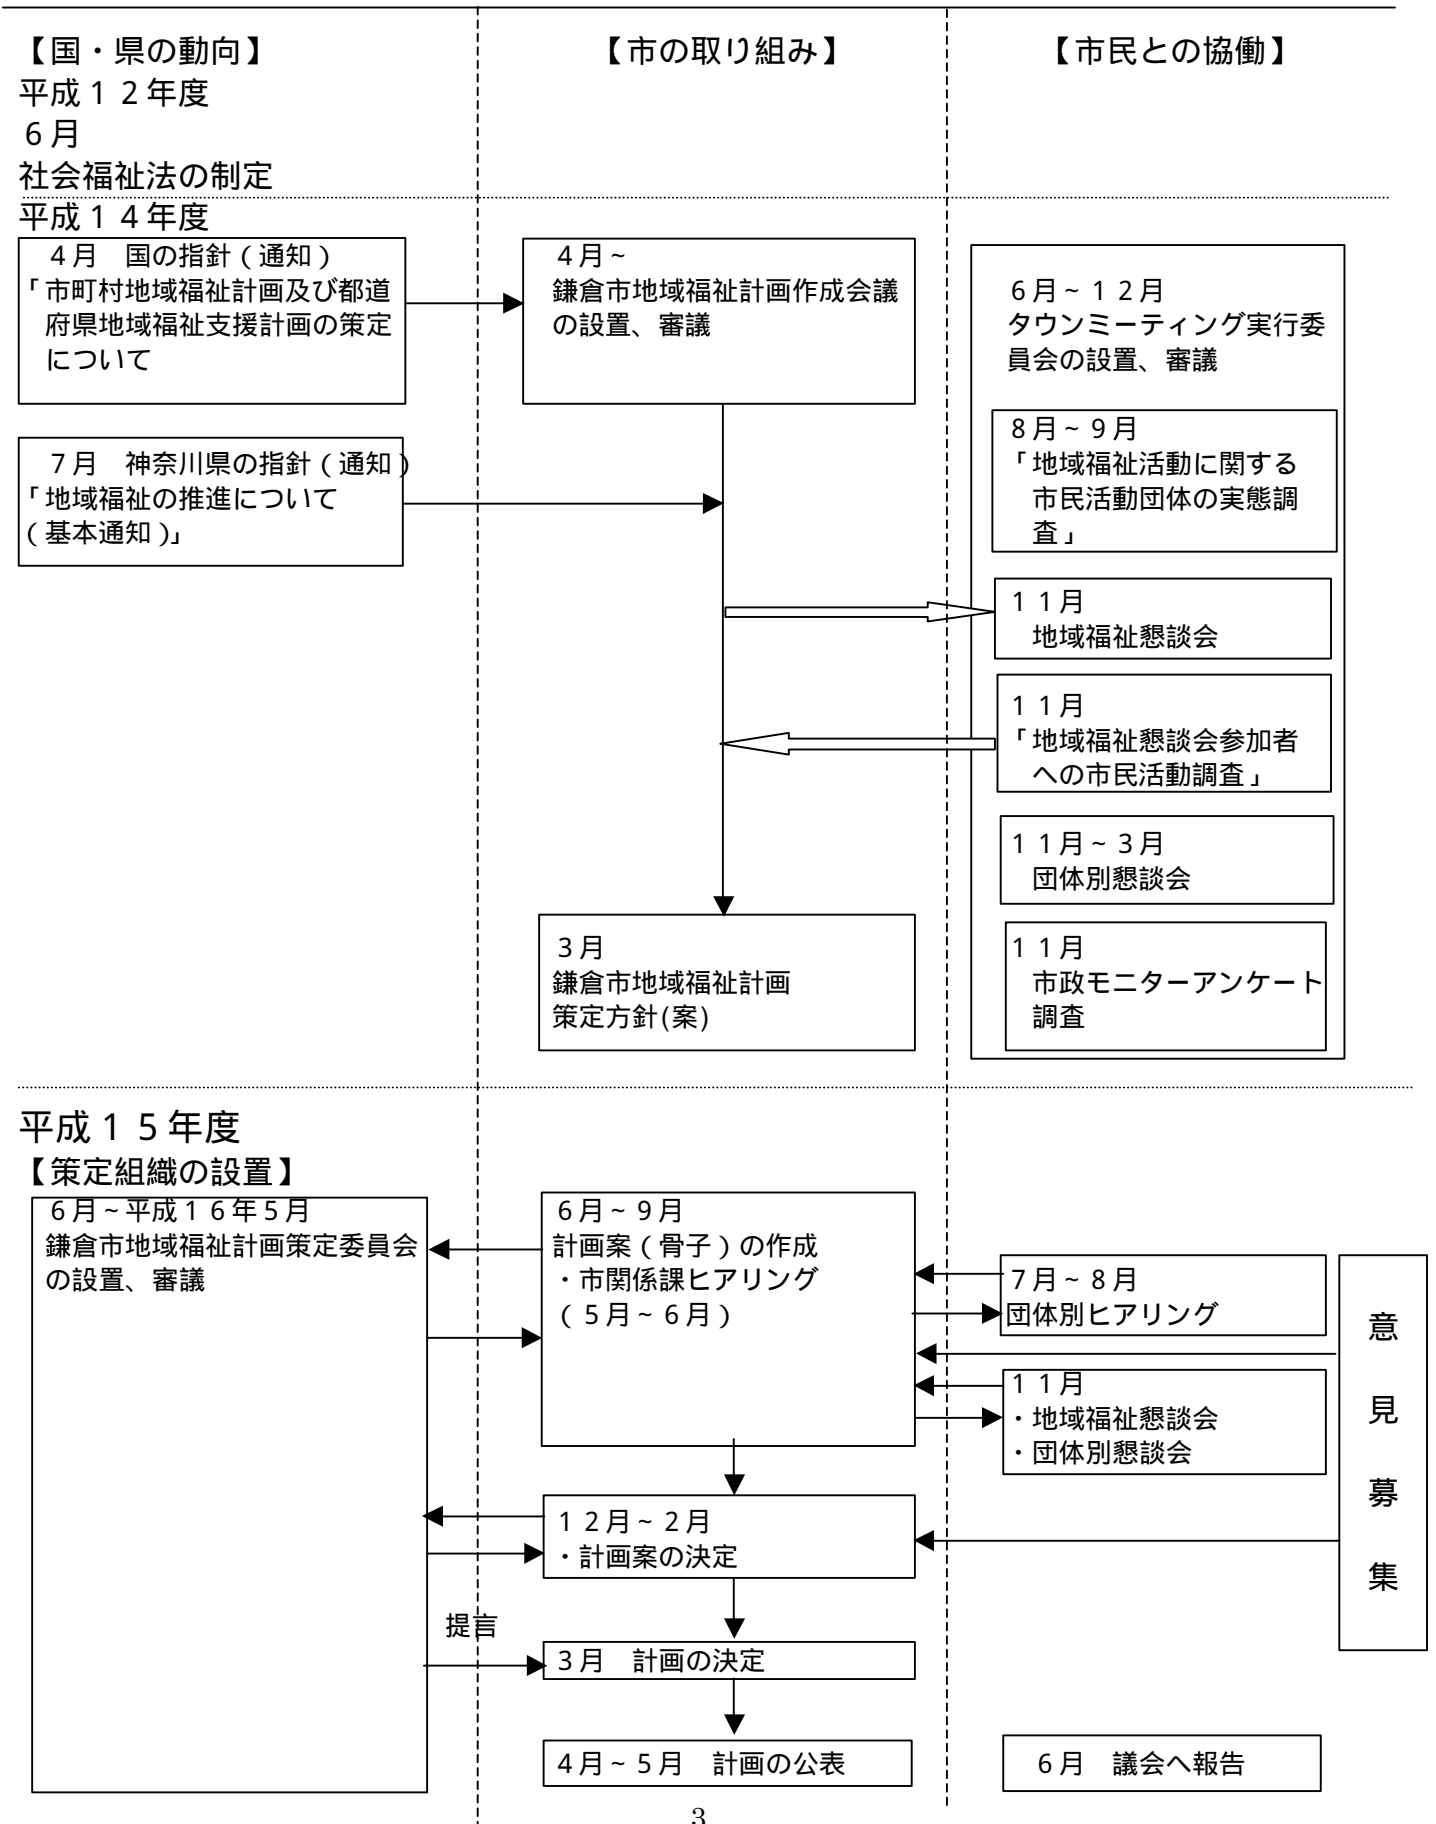 【国・県の動向】
【市の取り組み】
【市民との協働】
平成１２年度
６月
社会福祉法の制定
平成１４年度
４月　国の指針（通知）
「市町村地域福祉計画及び都道
府県地域福祉支援計画の策定
について
７月　神奈川県の指針（通知）
「地域福祉の推進について
（基本通知）」
４月～
鎌倉市地域福祉計画作成会議
の設置、審議
３月
鎌倉市地域福祉計画
策定方針(案)
６月～１２月
タウンミーティング実行委
員会の設置、審議
８月～９月
「地域福祉活動に関する
市民活動団体の実態調
査」
１１月
地域福祉懇談会
１１月
「地域福祉懇談会参加者
への市民活動調査」
１１月～３月
団体別懇談会
１１月
市政モニターアンケート
調査
平成１５年度
【策定組織の設置】
６月～平成１６年５月
鎌倉市地域福祉計画策定委員会
の設置、審議
６月～９月
計画案（骨子）の作成
・市関係課ヒアリング
（５月～６月）
７月～８月
団体別ヒアリング
１１月
・地域福祉懇談会
・団体別懇談会
意見募集
１２月～２月
・計画案の決定
提言
３月　計画の決定
４月～５月　計画の公表
６月　議会へ報告
3